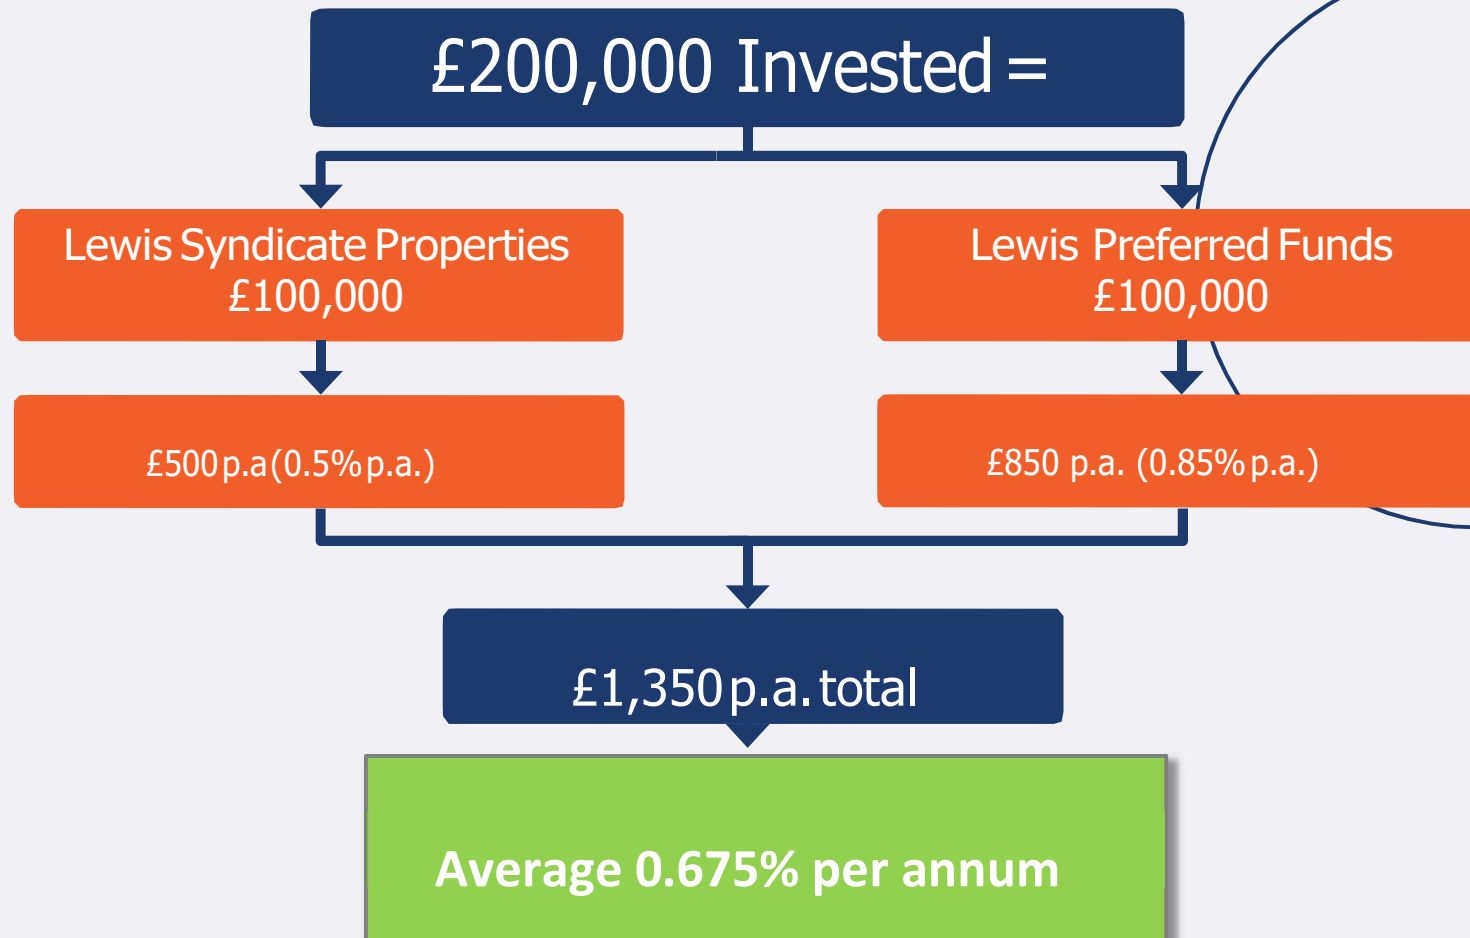 £200,000 Invested =
Lewis Syndicate Properties
£100,000
Lewis Preferred Funds
£100,000
£500 p.a (0.5% p.a.)
£850 p.a. (0.85% p.a.)
£1,350 p.a. total
Average 0.675% per annum